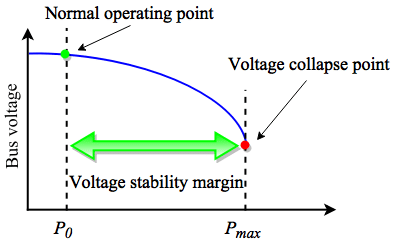 Normal operating point
Voltage collapse point
Bus voltage
Voltage stability margin
P0
Pmax